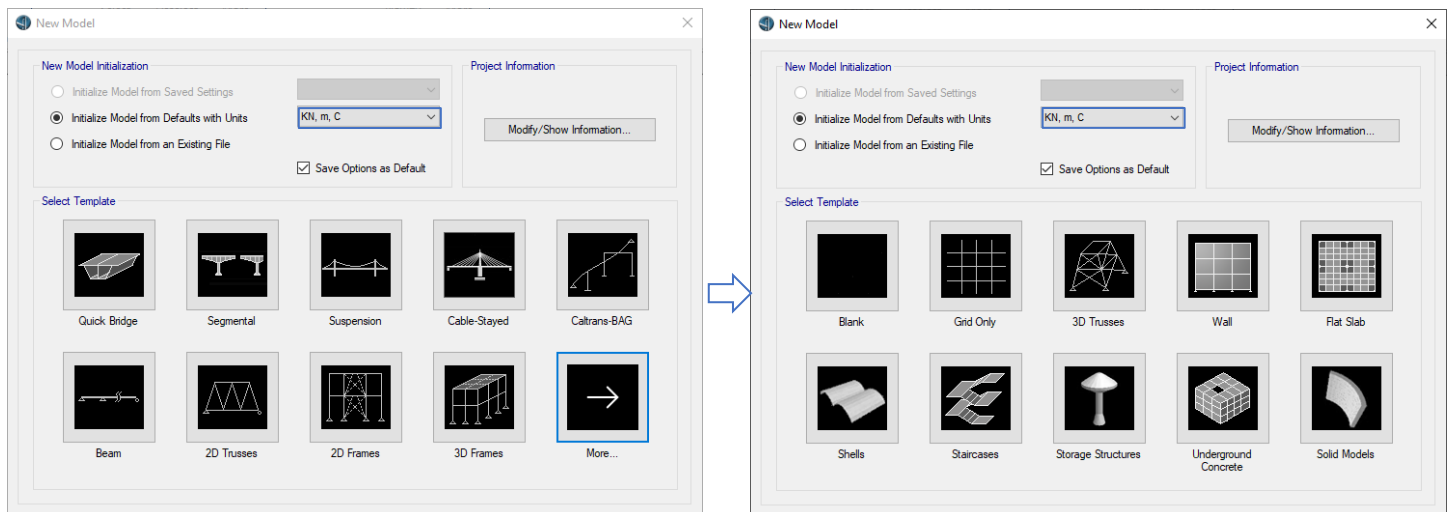 New Model
New Model Initialization
Initialize Model from Saved Settings
Initialize Model from Defaults with Units
KN, m, C
Initialize Model from an Existing File
Save Options as Default
Project Information
Modify/Show Information...
Select Template
Quick Bridge
Segmental
Suspension
Cable-Stayed
Caltrans-BAG
Beam
2D Trusses
2D Frames
3D Frames
More...
New Model
New Model Initialization
Initialize Model from Saved Settings
Initialize Model from Defaults with Units
KN, m, C
Initialize Model from an Existing File
Save Options as Default
Project Information
Modify/Show Information...
Select Template
Blank
Grid Only
3D Trusses
Wall
Flat Slab
Shells
Staircases
Storage Structures
Underground
Concrete
Solid Models